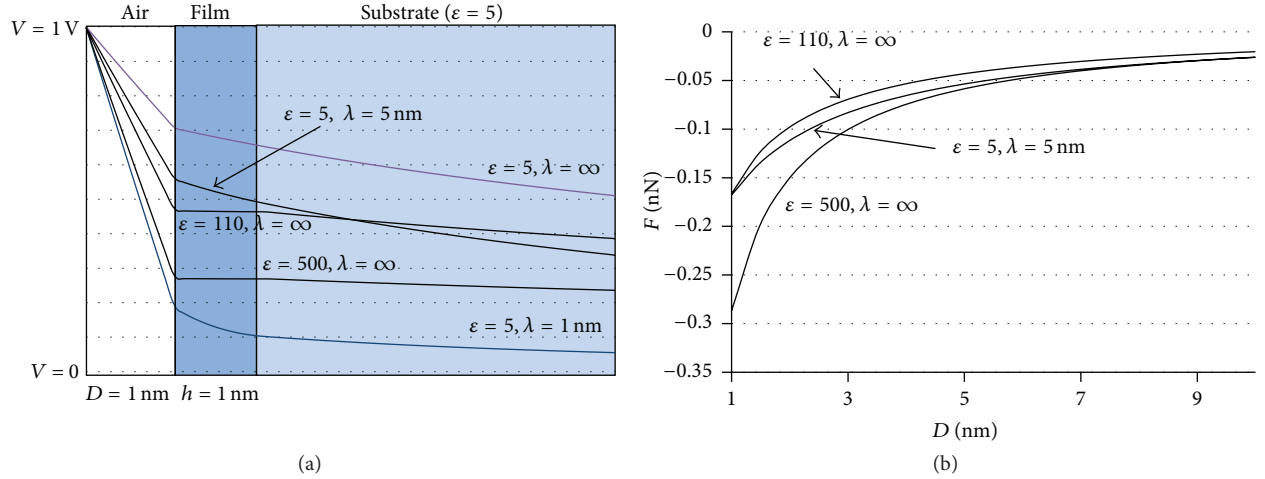 Air Film Substrate (ε = 5)
V = 1 V
ε = 5, λ = 5 nm
ε = 5, λ = ∞
ε = 110, λ = ∞
ε = 500, λ = ∞
ε = 5, λ = 1 nm
V = 0
D = 1 nm h = 1 nm
(a)
0
ε = 110, λ = ∞
−0.05
−0.1
ε = 5, λ = 5 nm
−0.15
F (nN)
ε = 500, λ = ∞
−0.2
−0.25
−0.3
−0.35
1 3 5 7 9
D (nm)
(b)